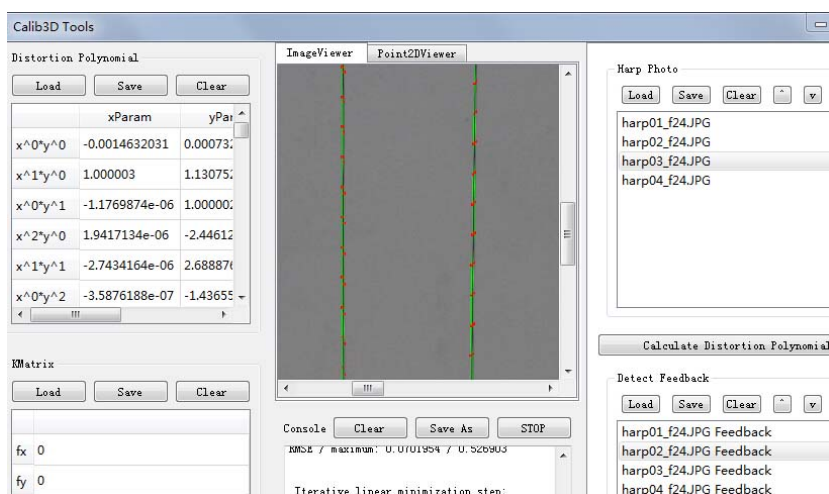 Calib3D Tools
Distortion Polynomial
Load Save Clear
xParam
x^0*y^0 -0.0014632031 0.00073
x^1*y^0 1.000003 1.13075
x^0*y^1 -1.1769874e-06 1.00000
x^2*y^0 1.9417134e-06 -2.44612
x^1*y^1 -2.7434164e-06 2.68887
x^0*y^2 -3.5876188e-07 -1.43655
KMatrix
Load Save Clear
fx 0
fy 0
ImageViewer Point2DViewer
Console Clear Save As STOP
RMSE / maximum: 0.0701954 / 0.526903
Iterative linear minimization step:
Harp Photo
Load Save Clear ^ v
harp01_f24.JPG
harp02_f24.JPG
harp03_f24.JPG
harp04_f24.JPG
Calculate Distortion Polynomial
Detect Feedback
Load Save Clear ^ v
harp01_f24.JPG Feedback
harp02_f24.JPG Feedback
harp03_f24.JPG Feedback
harp04_f24.JPG Feedback